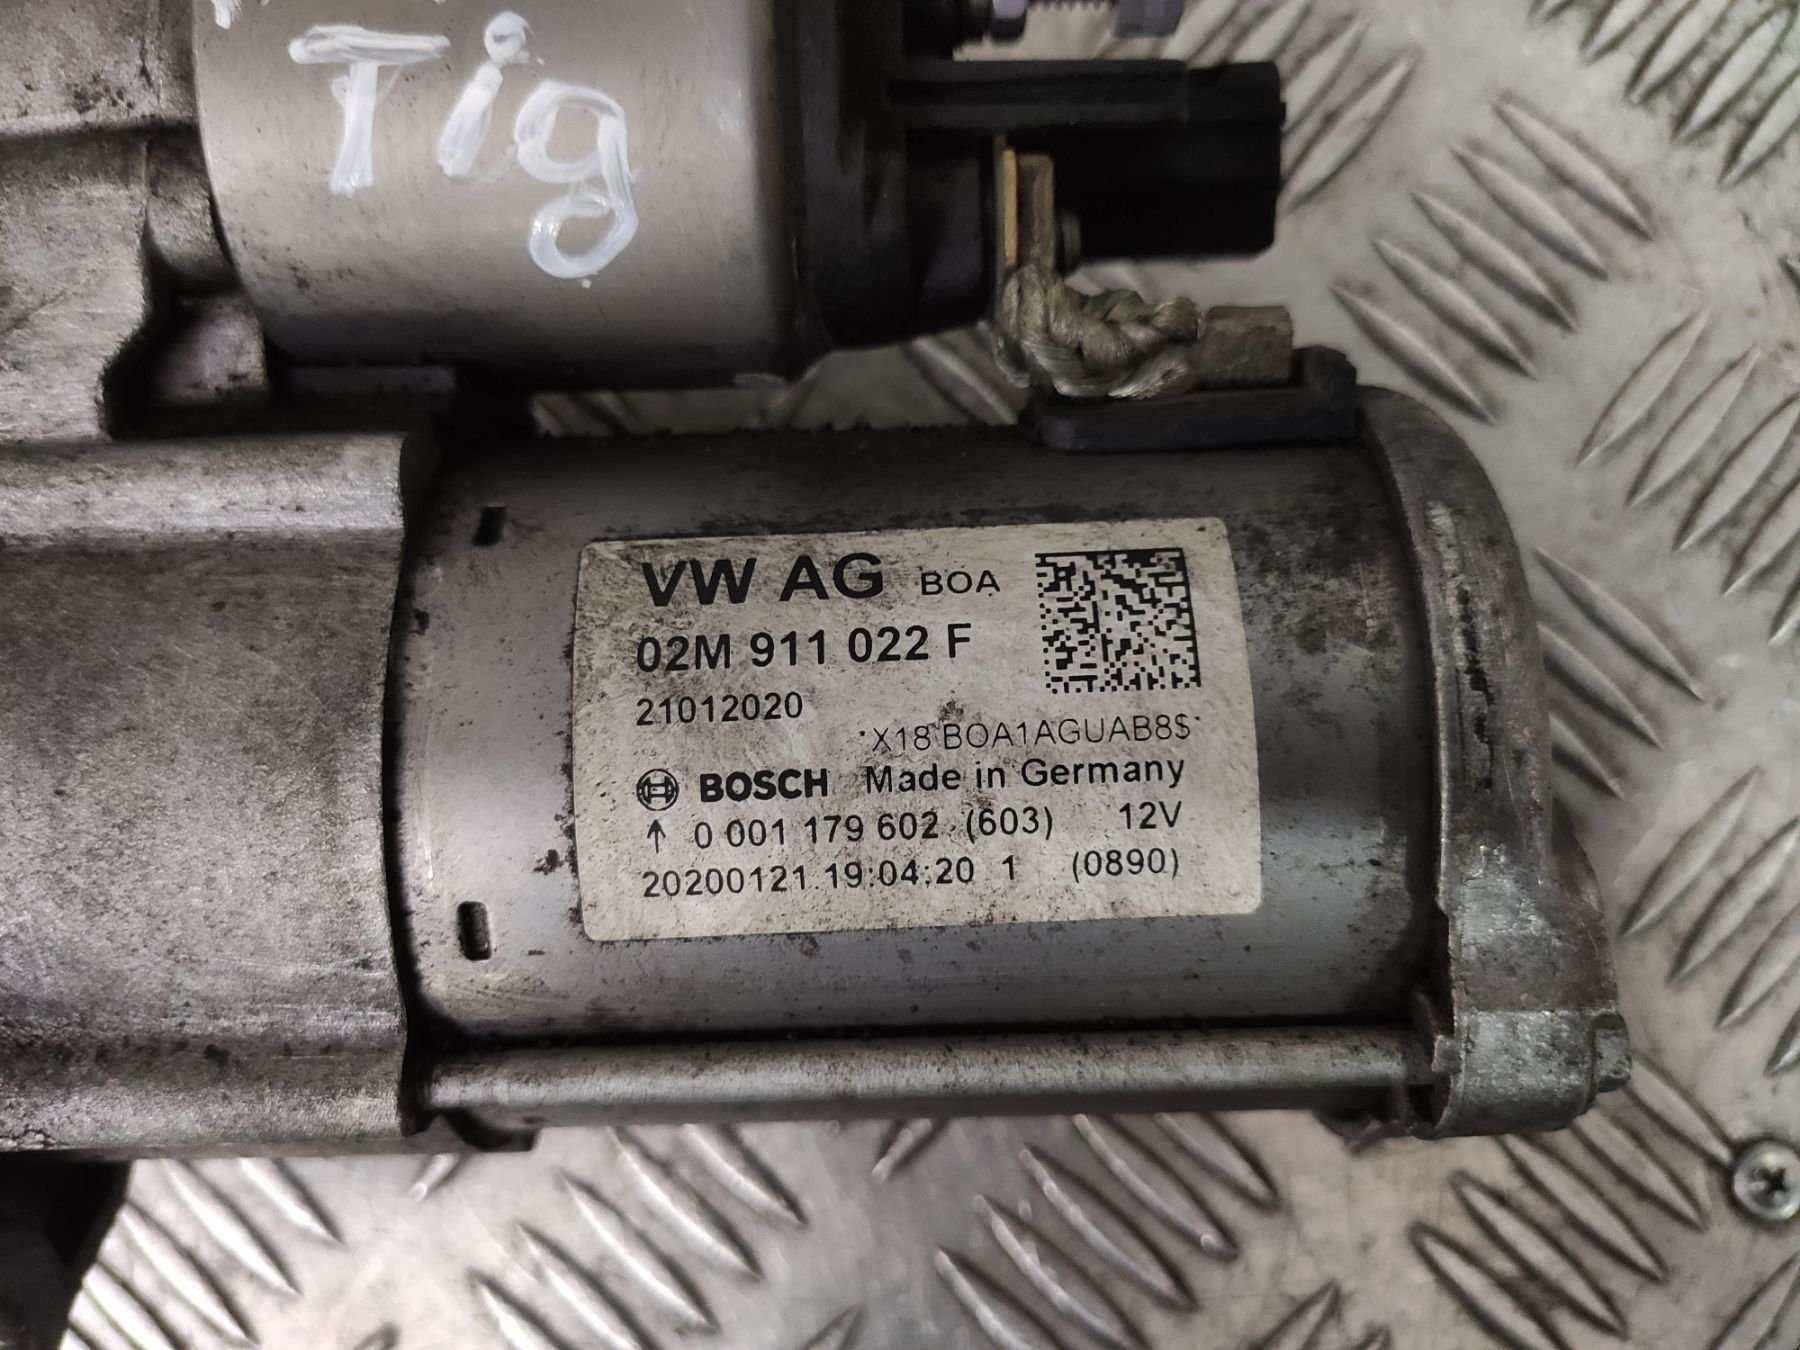 Tig
VW AG BOA
02M 911 022 F
21012020
*X18 BOA1AGUAB8$*
BOSCH Made in Germany
↑ 0 001 179 602 (603) 12V
20200121 19:04:20 1 (0890)